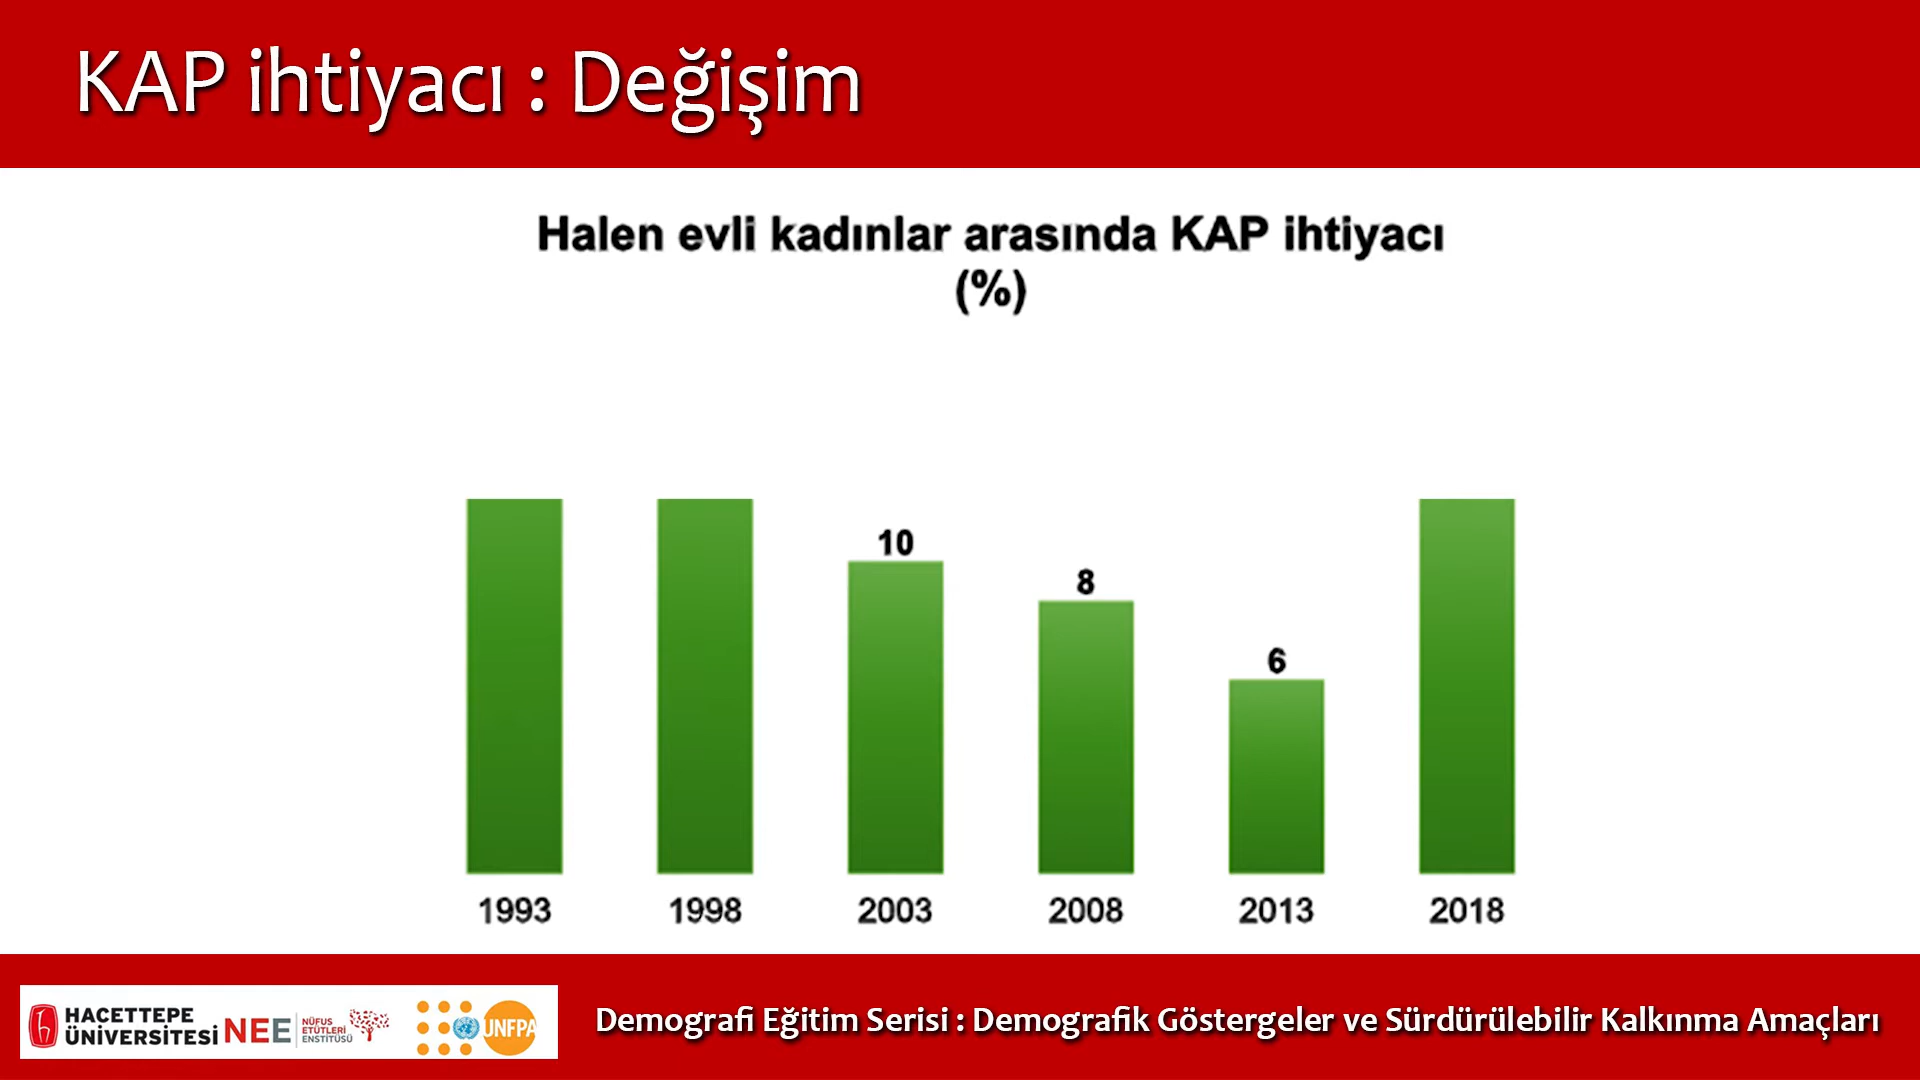 KAP ihtiyacı : Değişim
Halen evli kadınlar arasında KAP ihtiyacı
(%)
10
8
6
1993
1998
2003
2008
2013
2018
HACETTEPE
ÜNİVERSİTESİ
NEE
NÜFUS
ETÜTLERİ
ENSTİTÜSÜ
UNFPA
Demografi Eğitim Serisi : Demografik Göstergeler ve Sürdürülebilir Kalkınma Amaçları